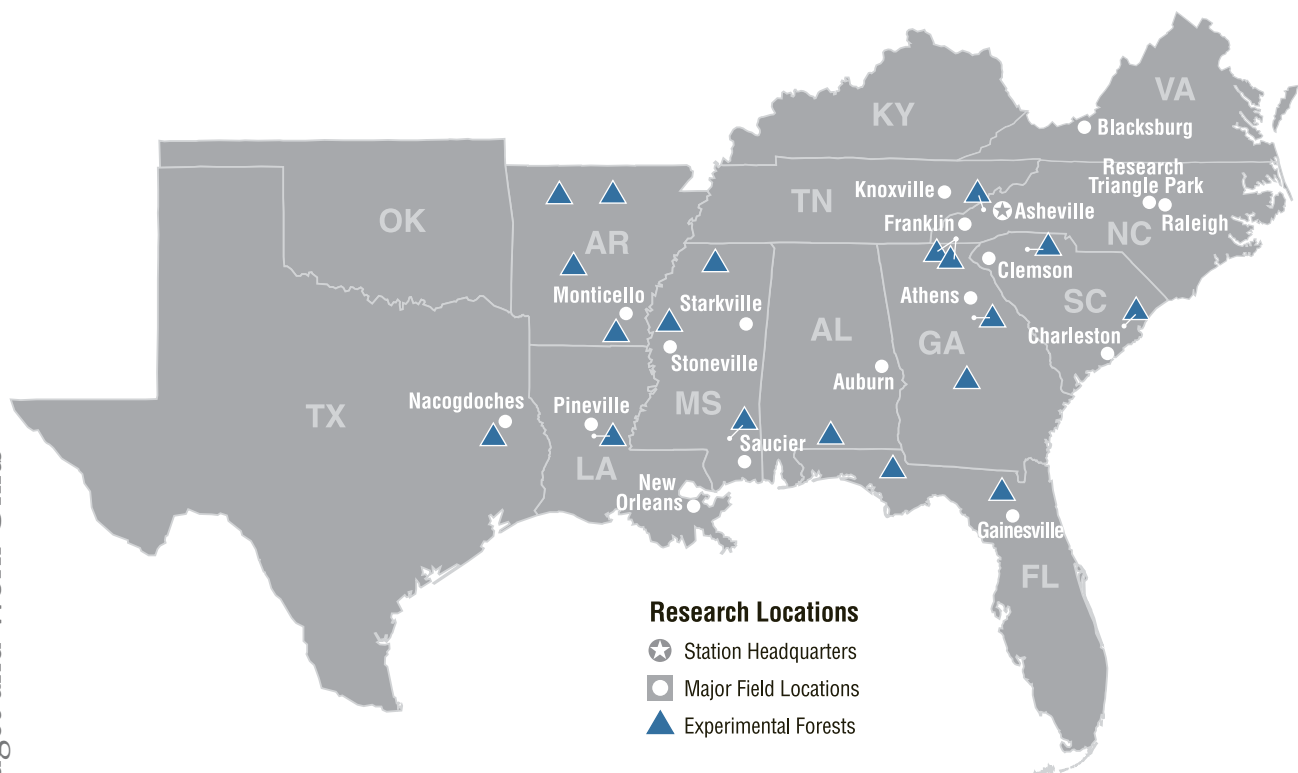 VA
KY
Blacksburg
Research
Triangle Park
TN
Knoxville
Asheville
OK
AR
Franklin
NC
Raleigh
Clemson
Monticello
Starkville
Athens
SC
AL
GA
Charleston
Stoneville
Auburn
MS
TX
Nacogdoches
Pineville
Saucier
LA
New
Orleans
Gainesville
FL
Research Locations
Station Headquarters
Major Field Locations
Experimental Forests